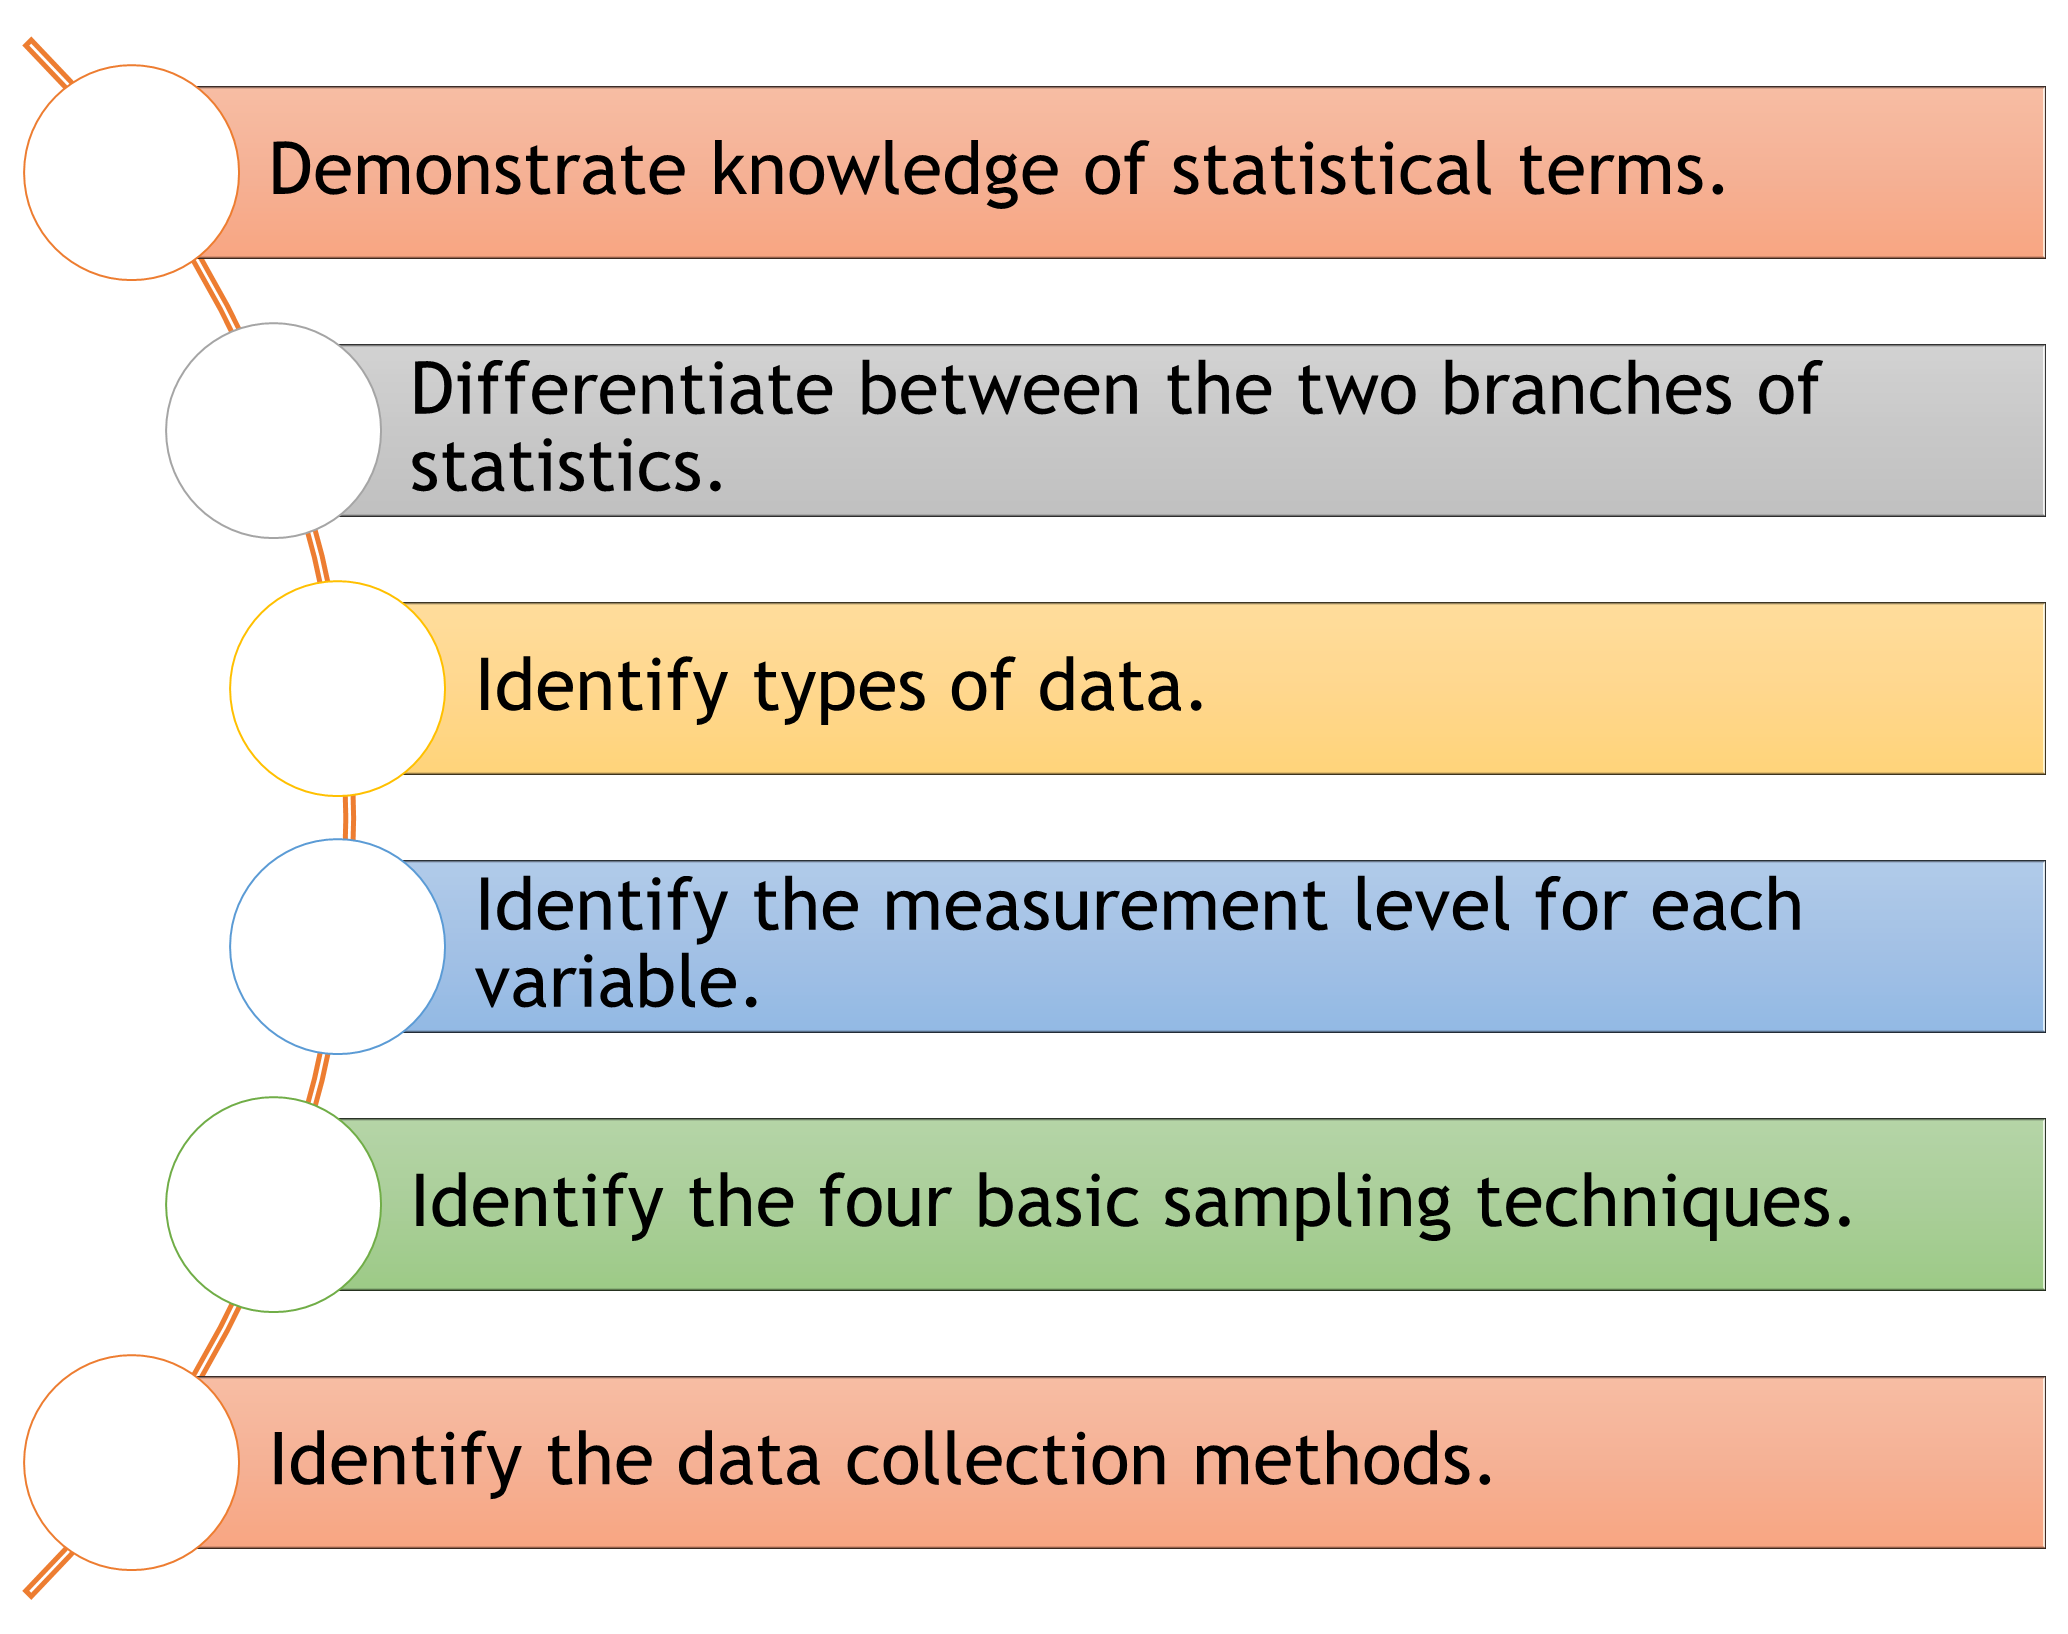 Demonstrate knowledge of statistical terms.
Differentiate between the two branches of
statistics.
Identify types of data.
Identify the measurement level for each
variable.
Identify the four basic sampling techniques.
Identify the data collection methods.